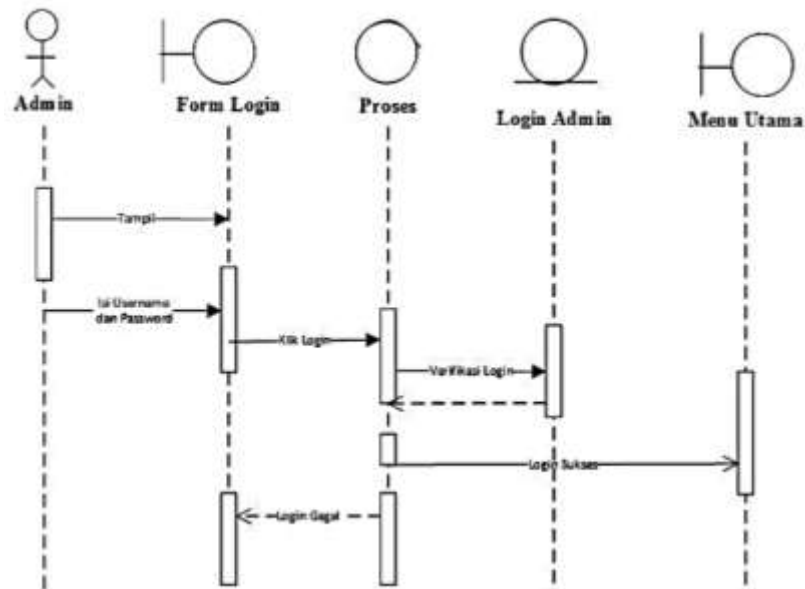 Admin
Form Login
Proses
Login Admin
Menu Utama
Tampil
Isi Username
dan Password
Klik Login
Verifikasi Login
Login Sukses
Login Gagal